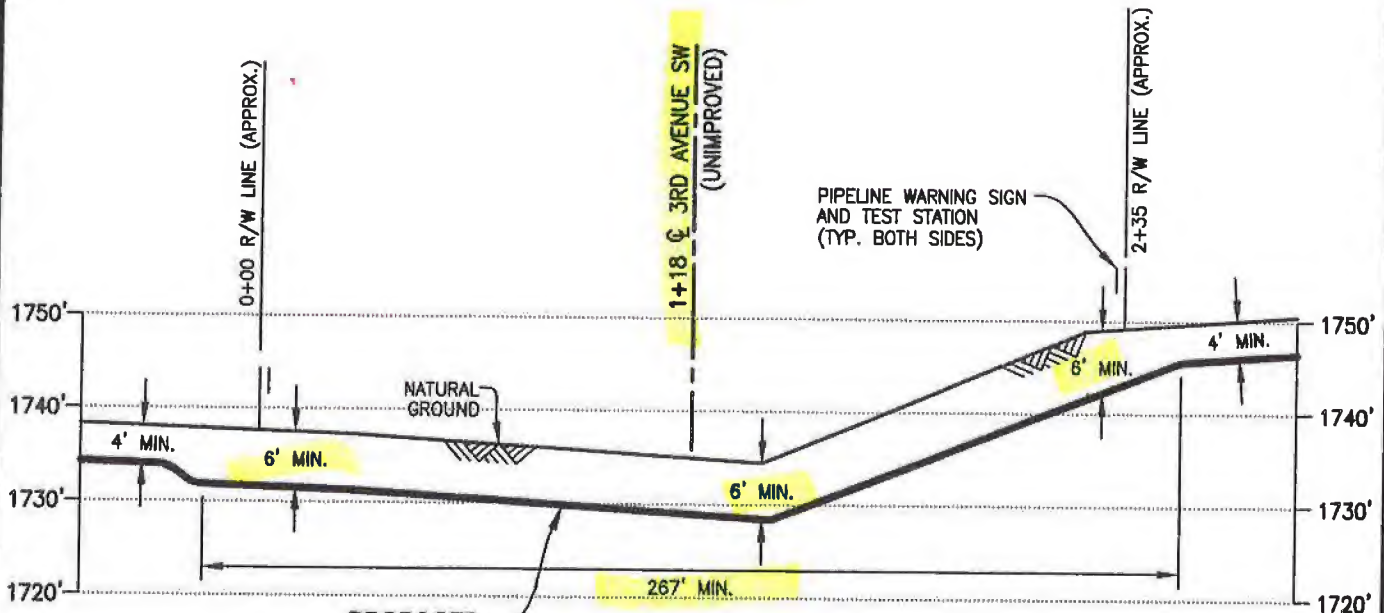 0+00 R/W LINE (APPROX.)
1+18 ℄ 3RD AVENUE SW
(UNIMPROVED)
PIPELINE WARNING SIGN
AND TEST STATION
(TYP. BOTH SIDES)
2+35 R/W LINE (APPROX.)
1750'
1750'
4' MIN.
6' MIN.
NATURAL
GROUND
1740'
1740'
4' MIN.
6' MIN.
6' MIN.
1730'
1730'
267' MIN.
1720'
1720'